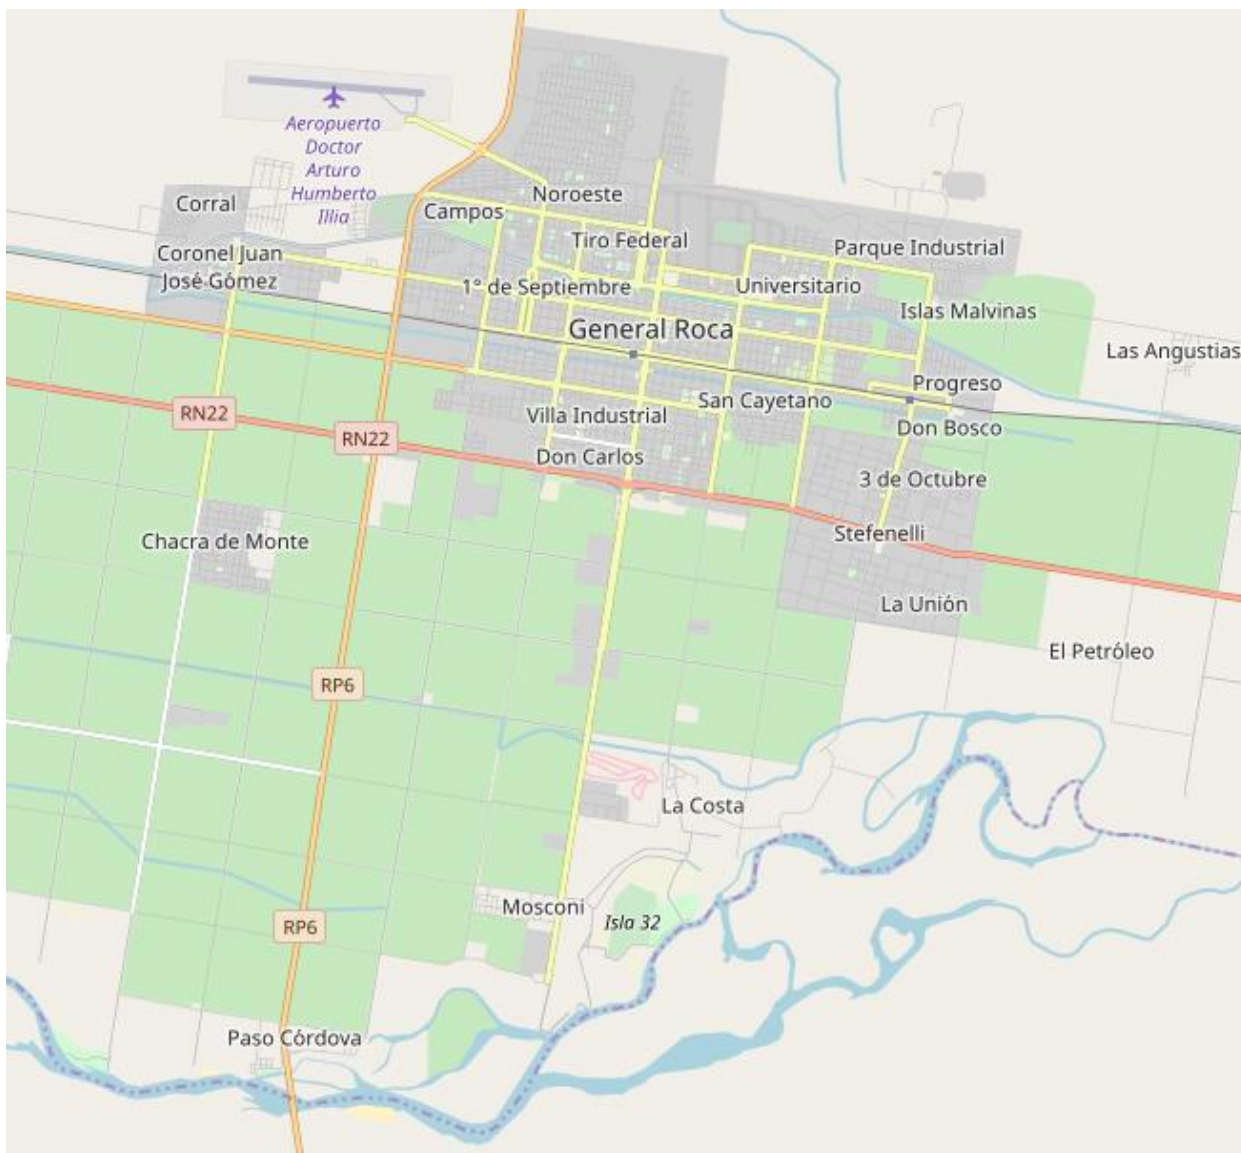 Aeropuerto
Doctor
Arturo
Humberto
Illia
Corral
Noroeste
Campos
Tiro Federal
Parque Industrial
Coronel Juan
José Gómez
1° de Septiembre
Universitario
Islas Malvinas
General Roca
Las Angustias
Progreso
San Cayetano
RN22
Villa Industrial
Don Bosco
RN22
Don Carlos
3 de Octubre
Stefenelli
Chacra de Monte
La Unión
El Petróleo
RP6
La Costa
Mosconi
Isla 32
RP6
Paso Córdova